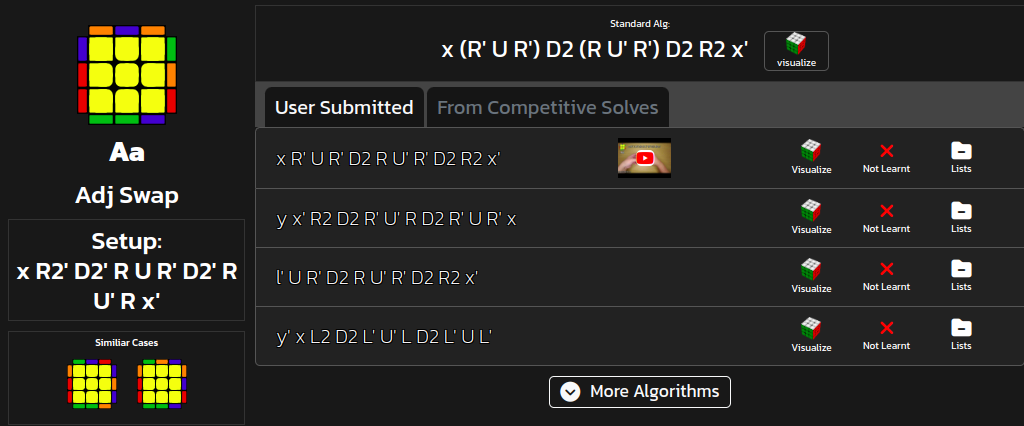 Standard Alg:
x (R' U R') D2 (R U' R') D2 R2 x'
visualize
Aa
Adj Swap
Setup:
x R2' D2' R U R' D2' R
U' R x'
Similiar Cases
User Submitted
From Competitive Solves
x R' U R' D2 R U' R' D2 R2 x'
Visualize
Not Learnt
Lists
y x' R2 D2 R' U' R D2 R' U R' x
Visualize
Not Learnt
Lists
l' U R' D2 R U' R' D2 R2 x'
Visualize
Not Learnt
Lists
y' x L2 D2 L' U' L D2 L' U L'
Visualize
Not Learnt
Lists
More Algorithms